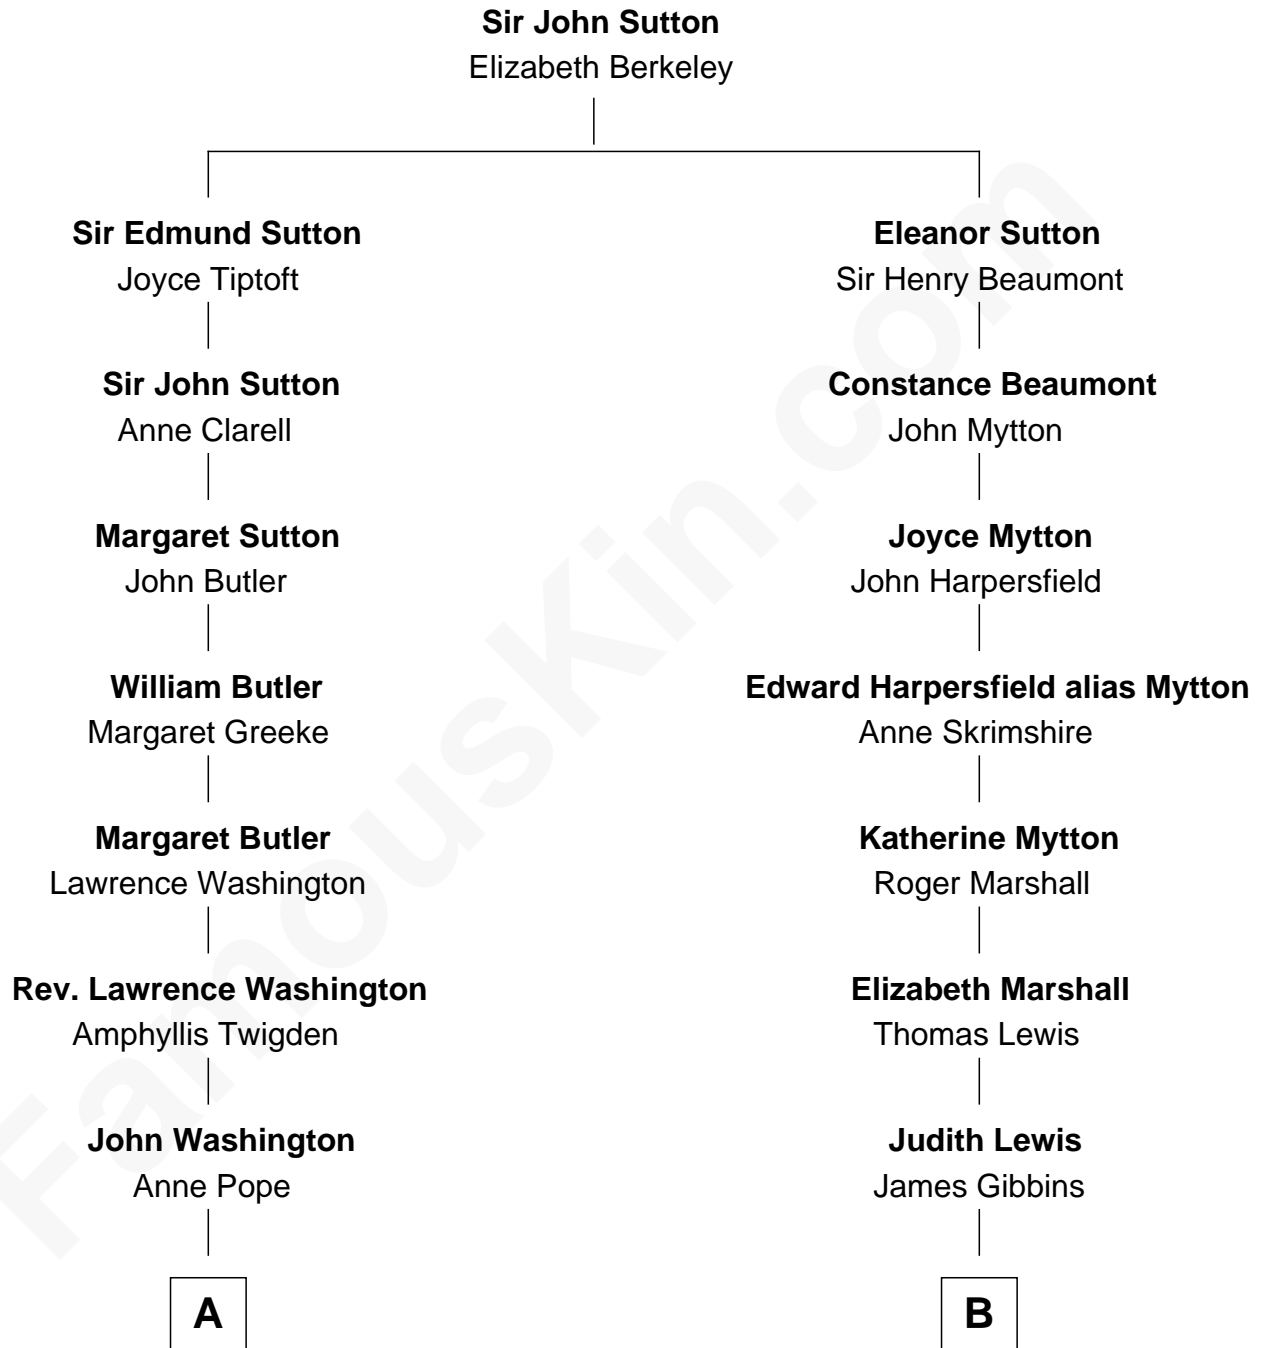 Sir John Sutton
Elizabeth Berkeley
Sir Edmund Sutton
Joyce Tiptoft
Eleanor Sutton
Sir Henry Beaumont
Sir John Sutton
Anne Clarell
Constance Beaumont
John Mytton
Margaret Sutton
John Butler
Joyce Mytton
John Harpersfield
William Butler
Margaret Greeke
Edward Harpersfield alias Mytton
Anne Skrimshire
Margaret Butler
Lawrence Washington
Katherine Mytton
Roger Marshall
Rev. Lawrence Washington
Amphyllis Twigden
Elizabeth Marshall
Thomas Lewis
John Washington
Anne Pope
Judith Lewis
James Gibbins
A
B
FamousKin.com